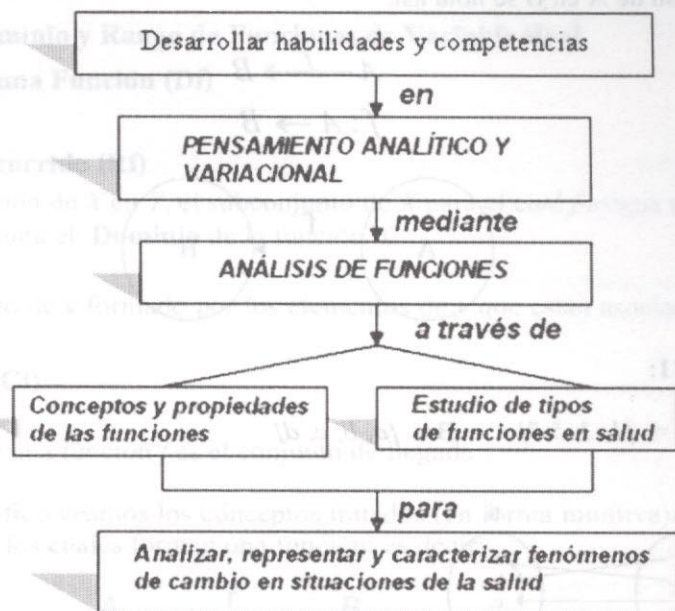 Desarrollar habilidades y competencias
en
PENSAMIENTO ANALÍTICO Y
VARIACIONAL
mediante
ANÁLISIS DE FUNCIONES
a través de
Conceptos y propiedades
de las funciones
Estudio de tipos
de funciones en salud
para
Analizar, representar y caracterizar fenómenos
de cambio en situaciones de la salud